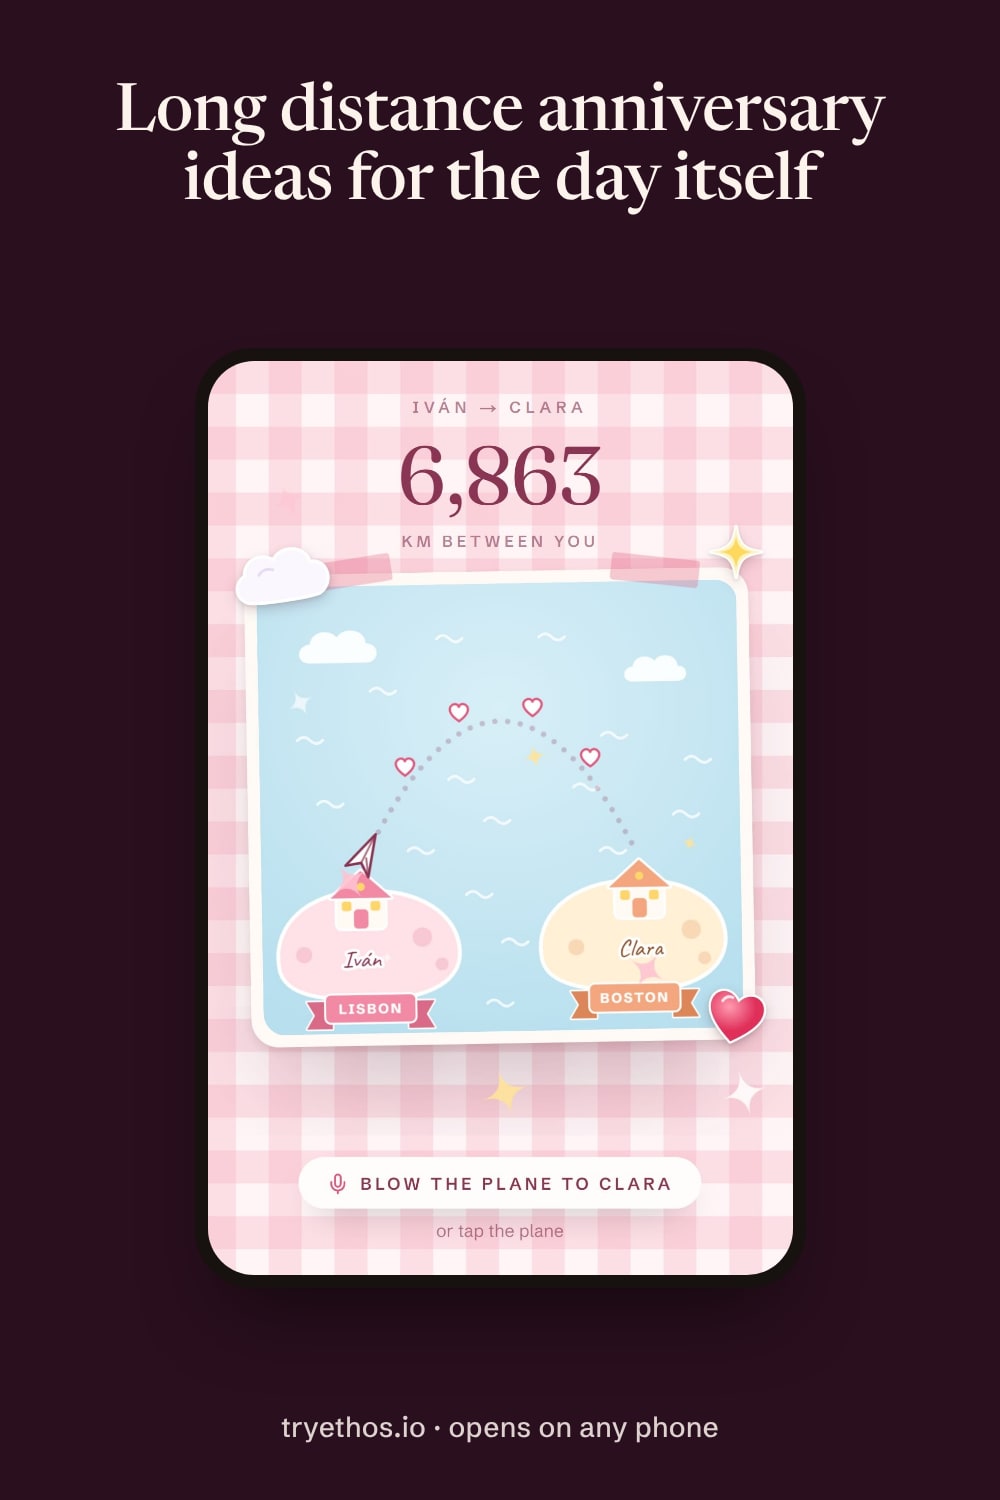 Long distance anniversary
ideas for the day itself
IVÁN → CLARA
6,863
KM BETWEEN YOU
Iván
Clara
LISBON
BOSTON
BLOW THE PLANE TO CLARA
or tap the plane
tryethos.io · opens on any phone